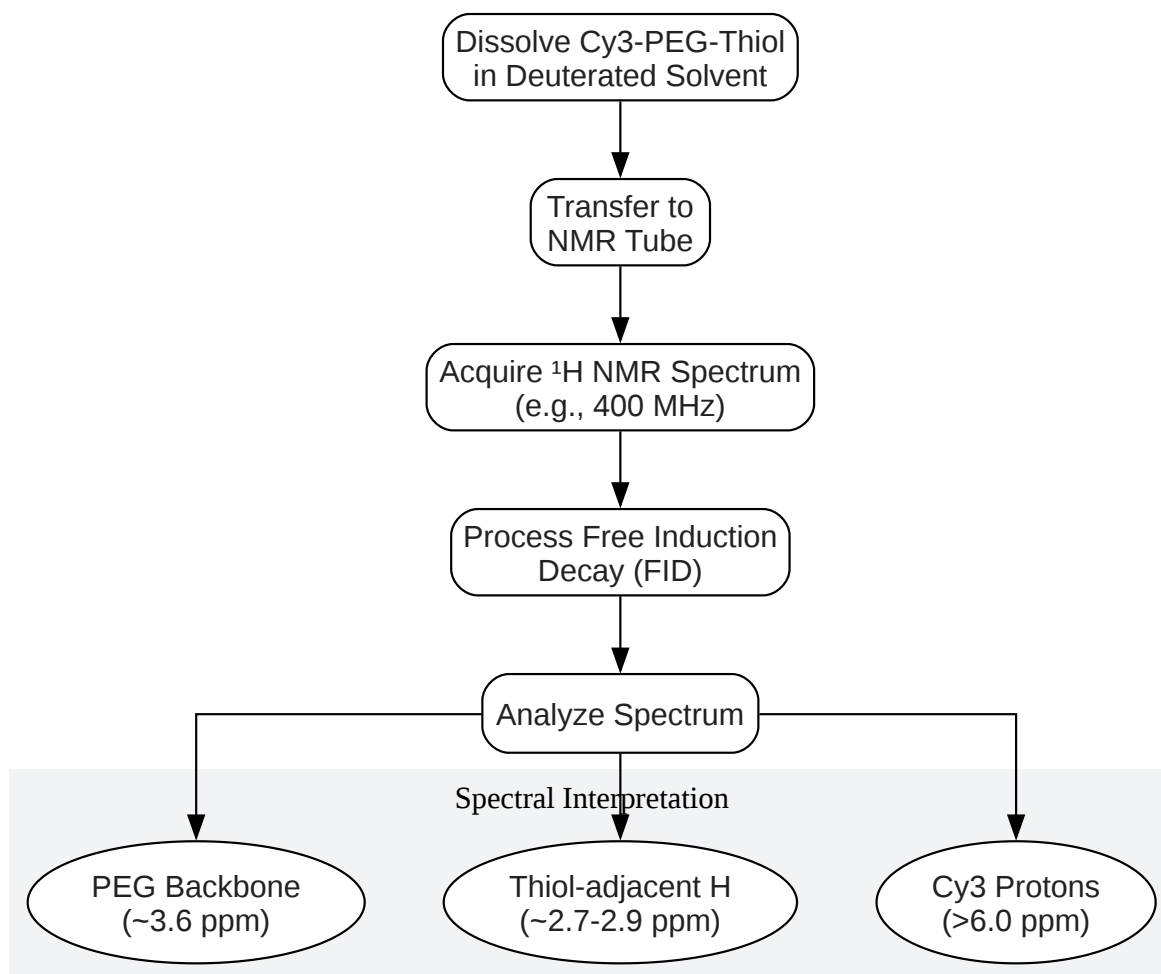 Dissolve Cy3-PEG-Thiol
in Deuterated Solvent
Transfer to
NMR Tube
Acquire ¹H NMR Spectrum
(e.g., 400 MHz)
Process Free Induction
Decay (FID)
Analyze Spectrum
Spectral Interpretation
PEG Backbone
(~3.6 ppm)
Thiol-adjacent H
(~2.7-2.9 ppm)
Cy3 Protons
(>6.0 ppm)